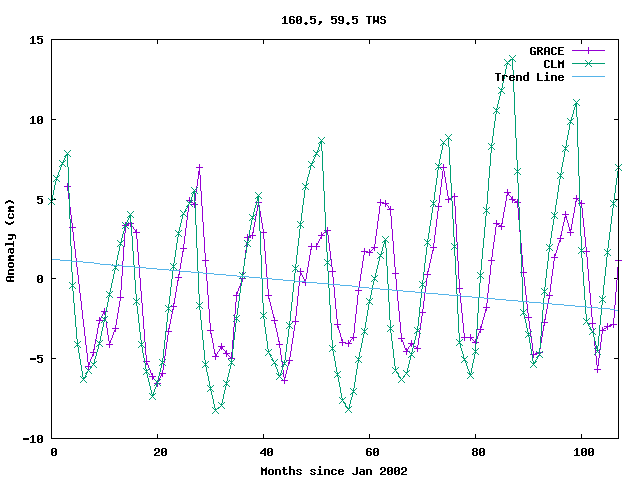 160.5, 59.5 TWS
15
GRACE
CLM
Trend Line
10
5
0
-5
-10
Anomaly (cm)
0 20 40 60 80 100
Months since Jan 2002